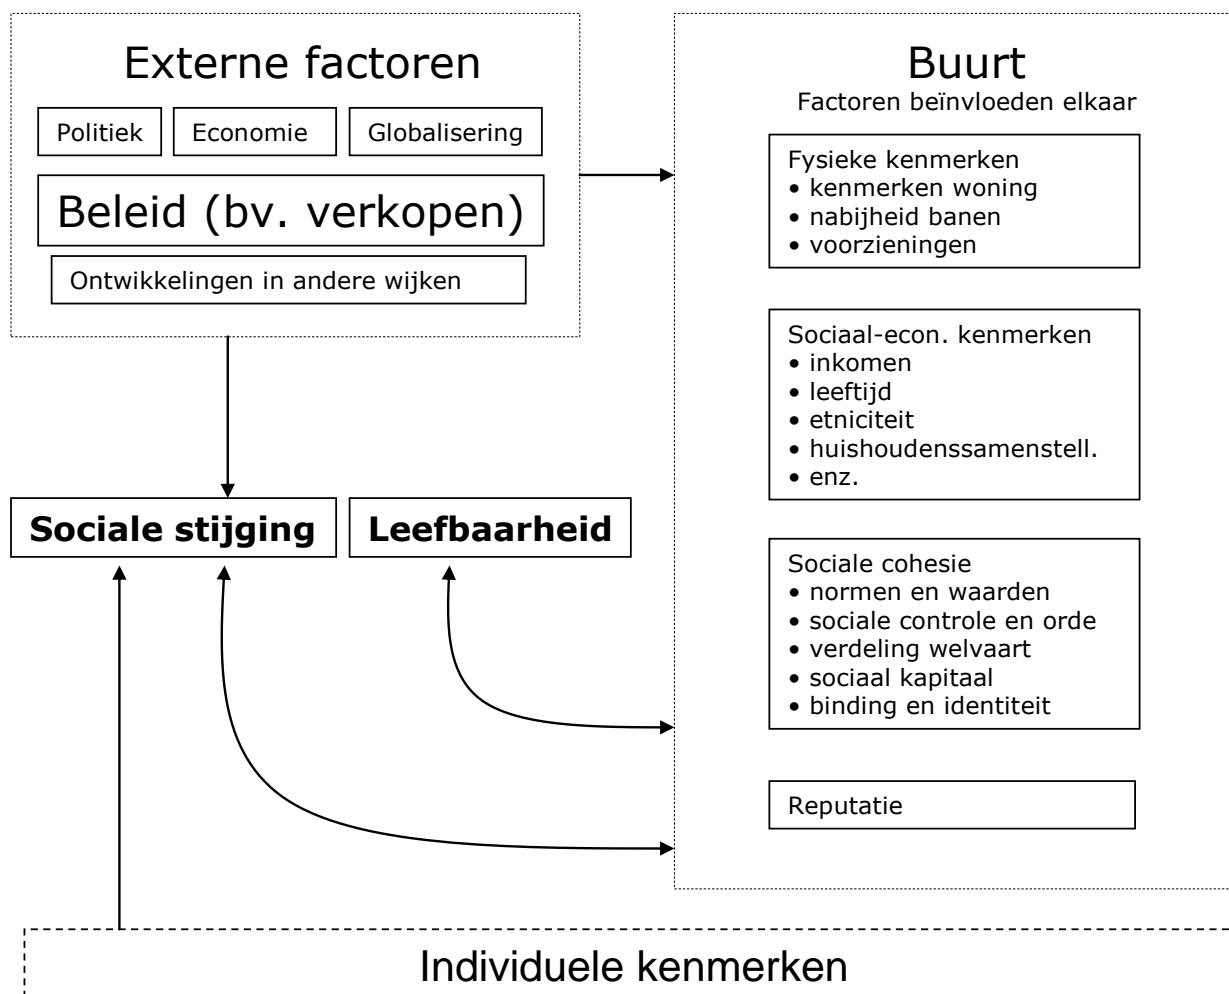 Externe factoren
Politiek
Economie
Globalisering
Beleid (bv. verkopen)
Ontwikkelingen in andere wijken
Buurt
Factoren beïnvloeden elkaar
Fysieke kenmerken
• kenmerken woning
• nabijheid banen
• voorzieningen
Sociaal-econ. kenmerken
• inkomen
• leeftijd
• etniciteit
• huishoudenssamenstell.
• enz.
Sociale stijging
Leefbaarheid
Sociale cohesie
• normen en waarden
• sociale controle en orde
• verdeling welvaart
• sociaal kapitaal
• binding en identiteit
Reputatie
Individuele kenmerken